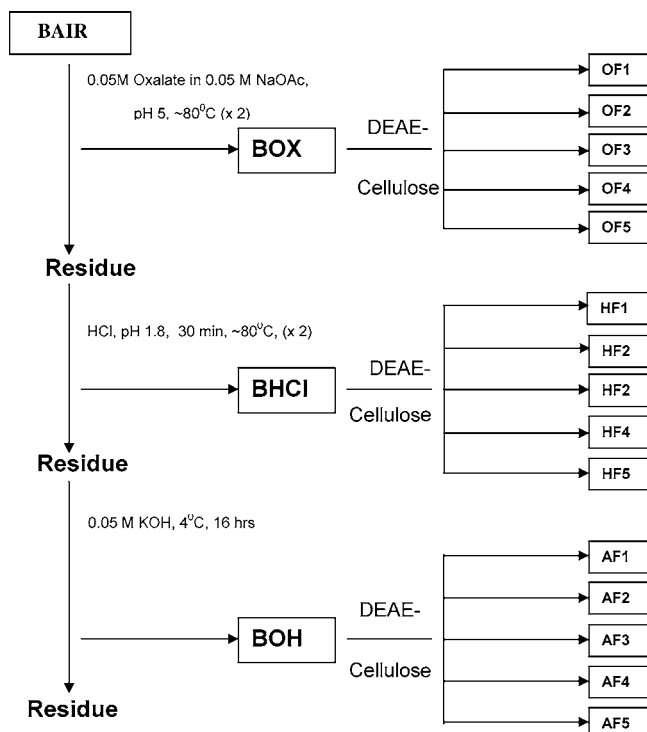 BAIR
0.05M Oxalate in 0.05 M NaOAc,
pH 5, ~80⁰C (x 2)
BOX
DEAE-
Cellulose
OF1
OF2
OF3
OF4
OF5
Residue
HCl, pH 1.8, 30 min, ~80⁰C, (x 2)
BHCl
DEAE-
Cellulose
HF1
HF2
HF2
HF4
HF5
Residue
0.05 M KOH, 4⁰C, 16 hrs
BOH
DEAE-
Cellulose
AF1
AF2
AF3
AF4
AF5
Residue